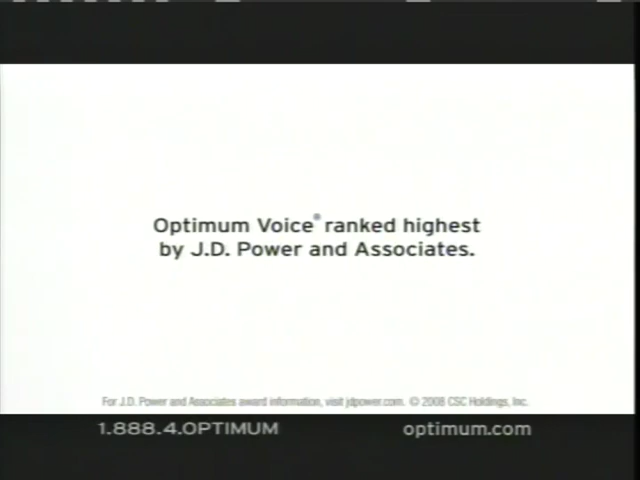 Optimum Voice® ranked highest
by J.D. Power and Associates.
For J.D. Power and Associates award information, visit jdpower.com. © 2008 CSC Holdings, Inc.
1.888.4.OPTIMUM
optimum.com